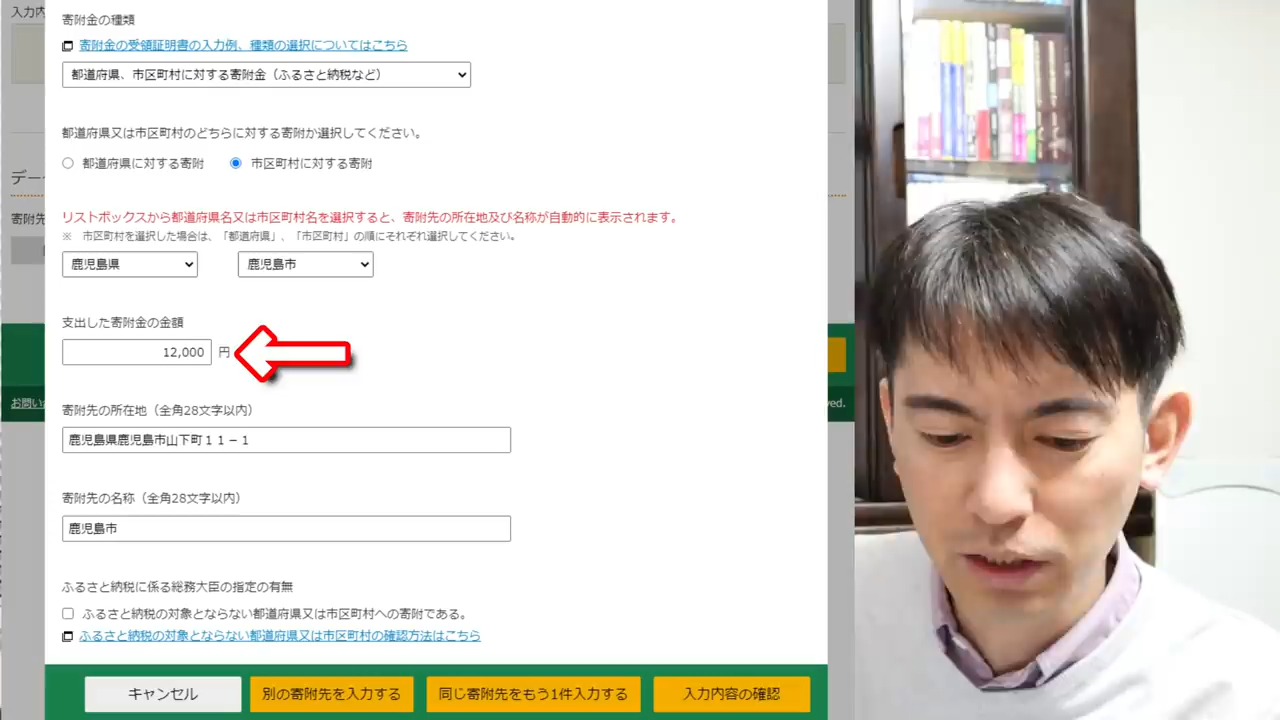 入力内
寄附金の種類
寄附金の受領証明書の入力例、種類の選択についてはこちら
都道府県、市区町村に対する寄附金（ふるさと納税など）
都道府県又は市区町村のどちらに対する寄附か選択してください。
都道府県に対する寄附 市区町村に対する寄附
デー
リストボックスから都道府県名又は市区町村名を選択すると、寄附先の所在地及び名称が自動的に表示されます。
寄附先
※ 市区町村を選択した場合は、「都道府県」、「市区町村」の順にそれぞれ選択してください。
鹿児島県 鹿児島市
支出した寄附金の金額
12,000 円
お問い
ved.
寄附先の所在地（全角28文字以内）
鹿児島県鹿児島市山下町１１－１
寄附先の名称（全角28文字以内）
鹿児島市
ふるさと納税に係る総務大臣の指定の有無
ふるさと納税の対象とならない都道府県又は市区町村への寄附である。
ふるさと納税の対象とならない都道府県又は市区町村の確認方法はこちら
キャンセル 別の寄附先を入力する 同じ寄附先をもう1件入力する 入力内容の確認